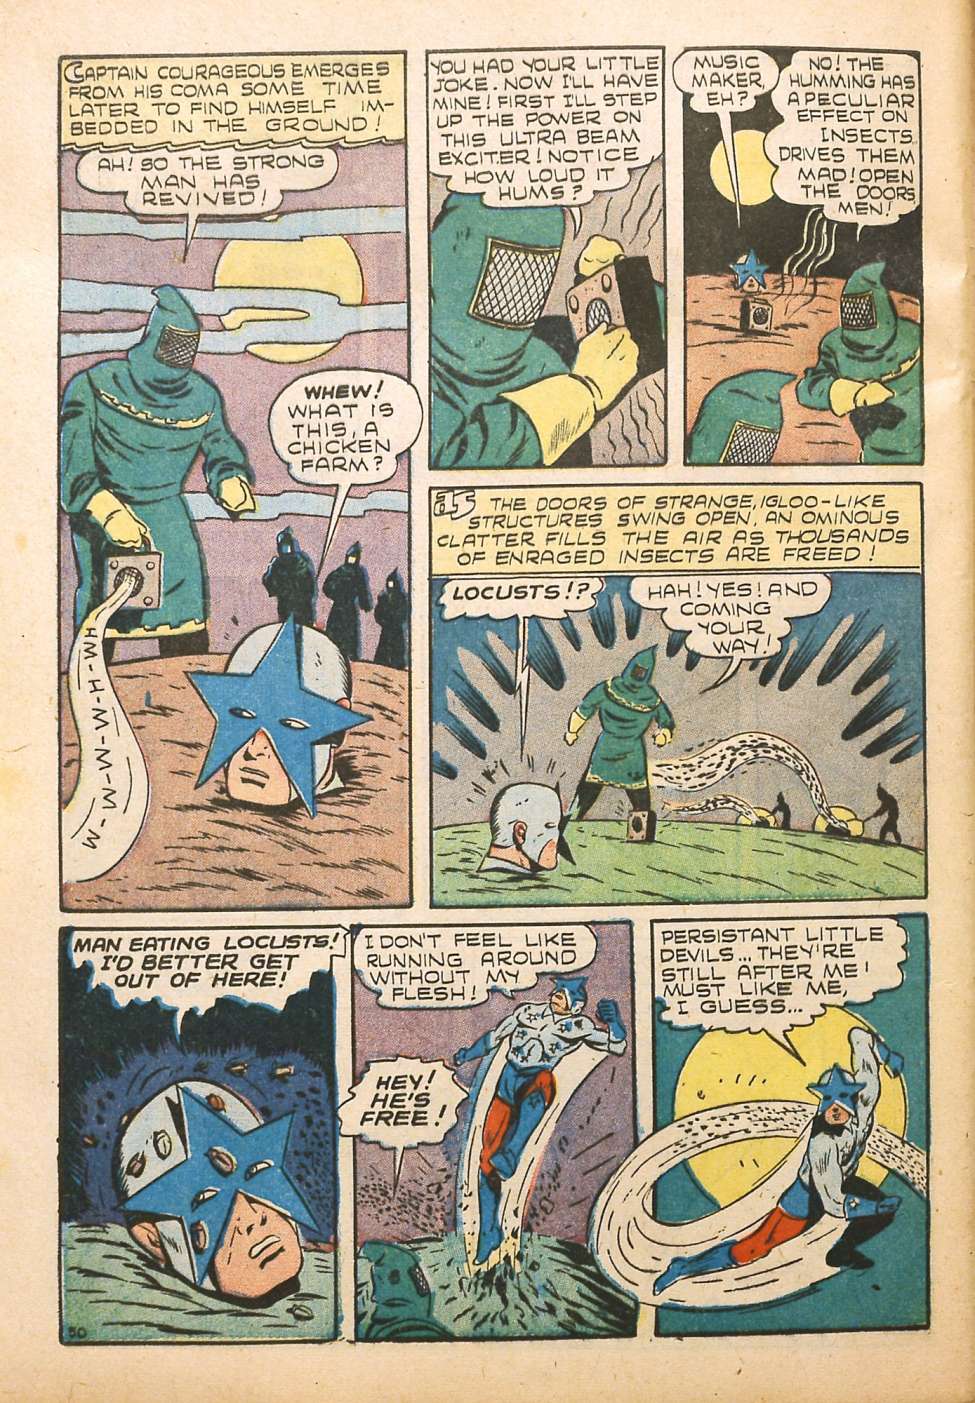 CAPTAIN COURAGEOUS EMERGES
FROM HIS COMA SOME TIME
LATER TO FIND HIMSELF IM-
BEDDED IN THE GROUND!
AH! SO THE STRONG
MAN HAS
REVIVED!
WHEW!
WHAT IS
THIS, A
CHICKEN
FARM?
HM-H-M-M-M-M-M
YOU HAD YOUR LITTLE
JOKE. NOW I'LL HAVE
MINE! FIRST I'LL STEP
UP THE POWER ON
THIS ULTRA BEAM
EXCITER! NOTICE
HOW LOUD IT
HUMS?
MUSIC
MAKER,
EH?
NO! THE
HUMMING HAS
A PECULIAR
EFFECT ON
INSECTS.
DRIVES THEM
MAD! OPEN
THE DOORS,
MEN!
AS THE DOORS OF STRANGE, IGLOO-LIKE
STRUCTURES SWING OPEN, AN OMINOUS
CLATTER FILLS THE AIR AS THOUSANDS
OF ENRAGED INSECTS ARE FREED!
LOCUSTS!?
HAH! YES! AND
COMING
YOUR
WAY!
MAN EATING LOCUSTS!
I'D BETTER GET
OUT OF HERE!
50
I DON'T FEEL LIKE
RUNNING AROUND
WITHOUT MY
FLESH!
HEY!
HE'S
FREE!
PERSISTANT LITTLE
DEVILS... THEY'RE
STILL AFTER ME!
MUST LIKE ME,
I GUESS...